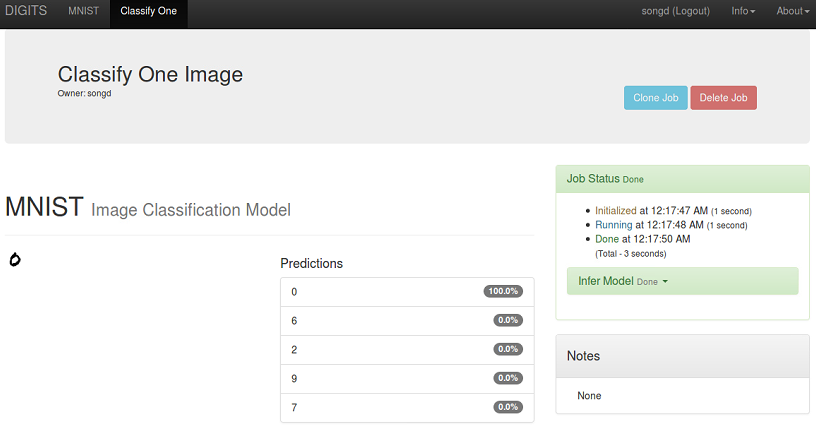 DIGITS MNIST Classify One songd (Logout) Info About
Classify One Image
Owner: songd
Clone Job Delete Job
MNIST Image Classification Model
0
Predictions
0 100.0%
6 0.0%
2 0.0%
9 0.0%
7 0.0%
Job Status Done
Initialized at 12:17:47 AM (1 second)
Running at 12:17:48 AM (1 second)
Done at 12:17:50 AM
(Total - 3 seconds)
Infer Model Done
Notes
None